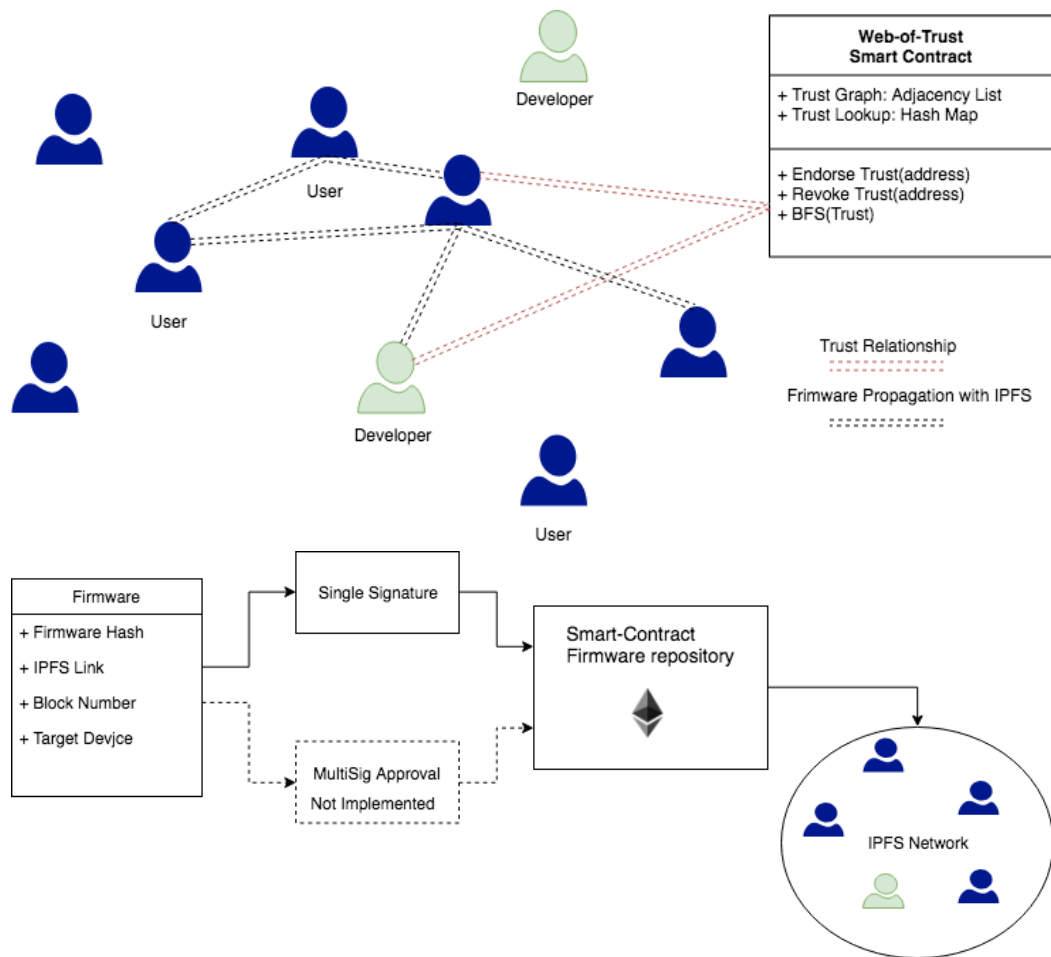 Developer
Web-of-Trust
Smart Contract
+ Trust Graph: Adjacency List
+ Trust Lookup: Hash Map
+ Endorse Trust(address)
+ Revoke Trust(address)
+ BFS(Trust)
User
User
Developer
User
Trust Relationship
Frimware Propagation with IPFS
Firmware
+ Firmware Hash
+ IPFS Link
+ Block Number
+ Target Devjce
Single Signature
MultiSig Approval
Not Implemented
Smart-Contract
Firmware repository
IPFS Network